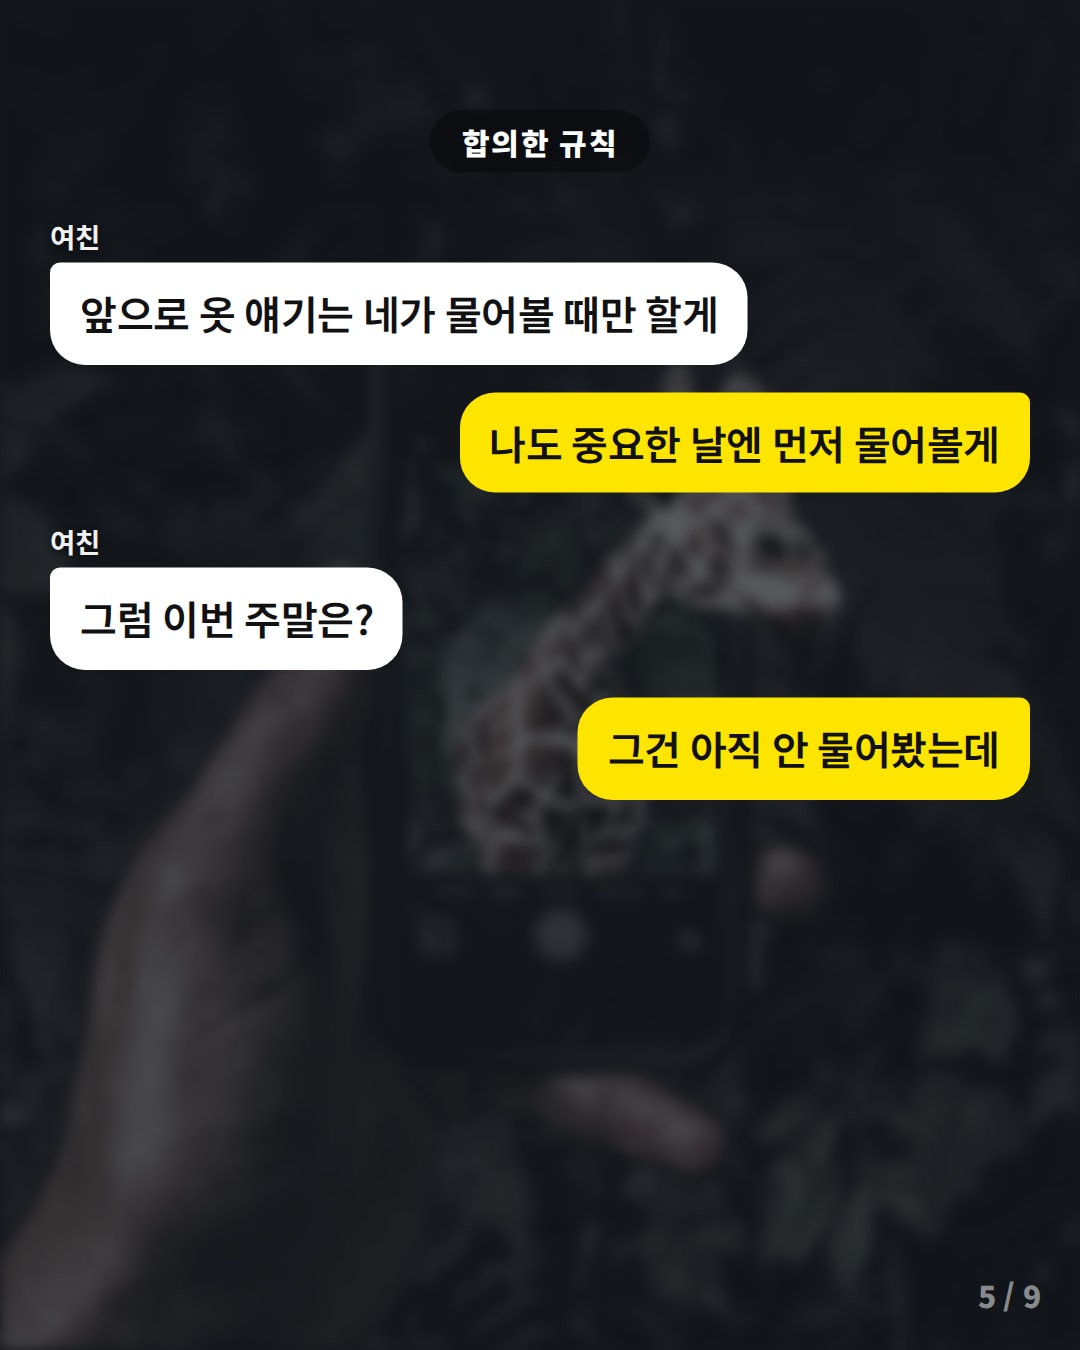 합의한 규칙
여친
앞으로 옷 얘기는 네가 물어볼 때만 할게
나도 중요한 날엔 먼저 물어볼게
여친
그럼 이번 주말은?
그건 아직 안 물어봤는데
5 / 9